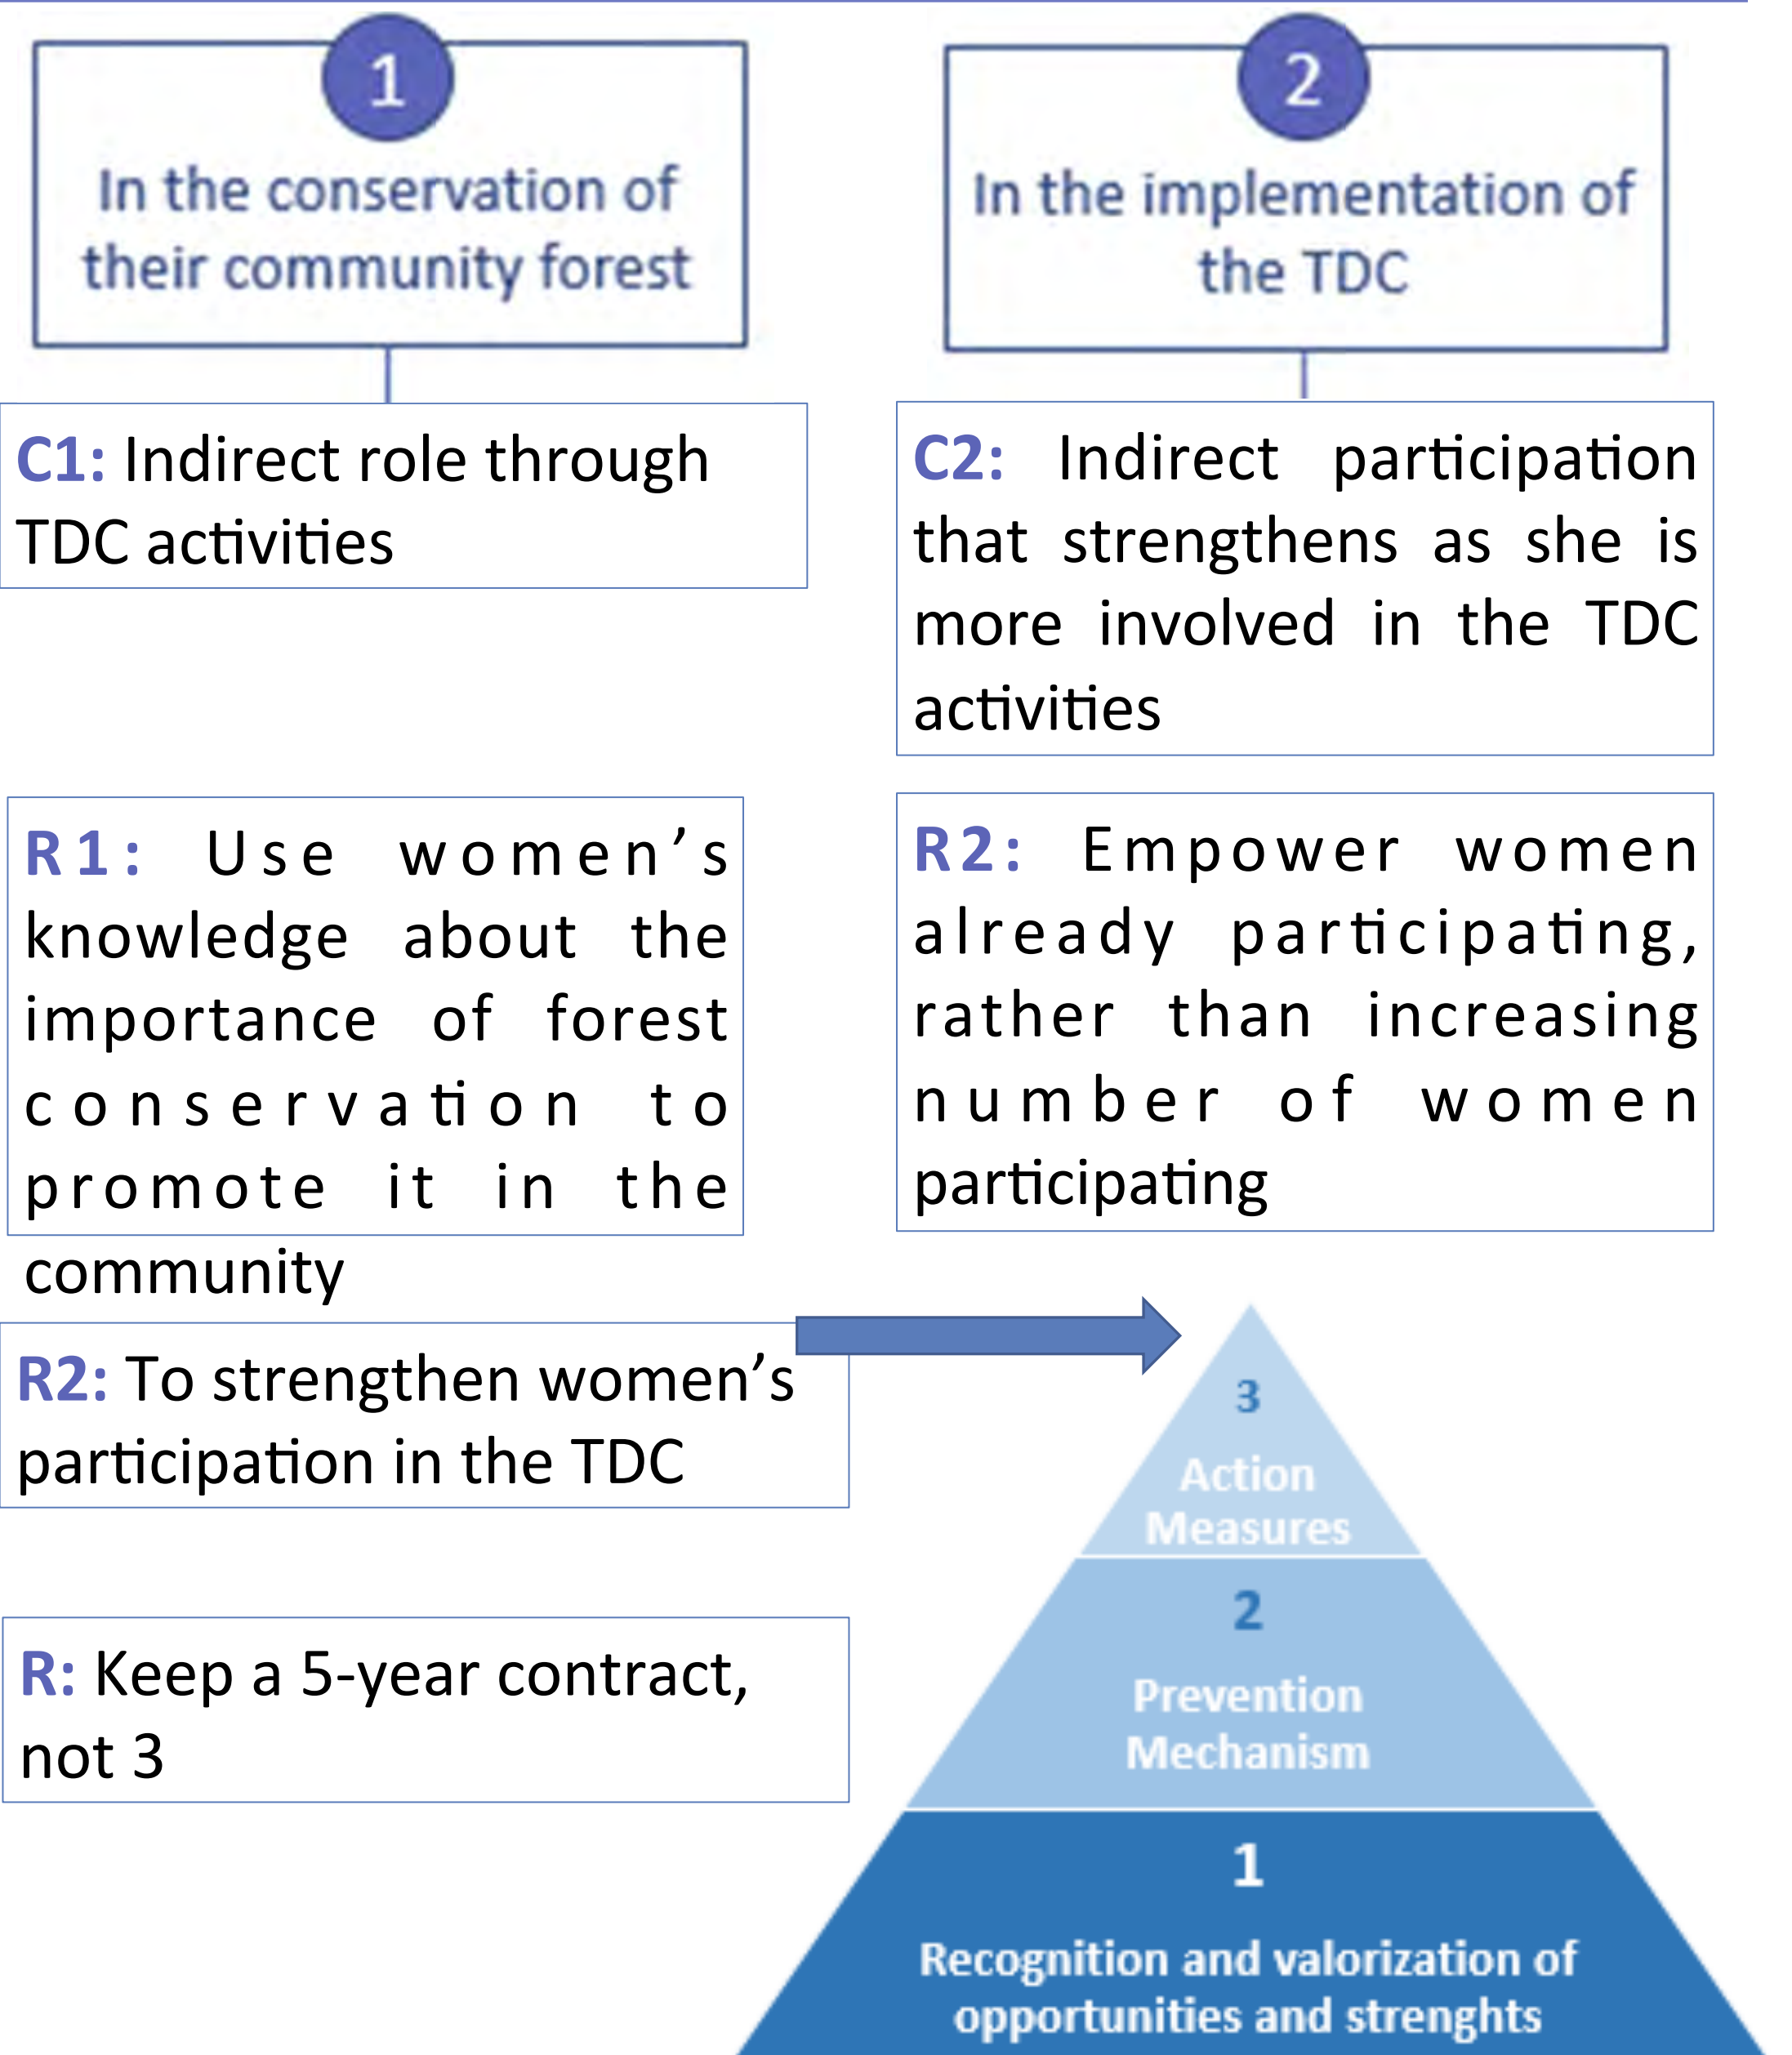 1
In the conservation of
their community forest
2
In the implementation of
the TDC
C1: Indirect role through
TDC activities
C2: Indirect participation
that strengthens as she is
more involved in the TDC
activities
R1: Use women’s
knowledge about the
importance of forest
conservation to
promote it in the
community
R2: Empower women
already participating,
rather than increasing
number of women
participating
R2: To strengthen women’s
participation in the TDC
R: Keep a 5-year contract,
not 3
3
Action
Measures
2
Prevention
Mechanism
1
Recognition and valorization of
opportunities and strenghts